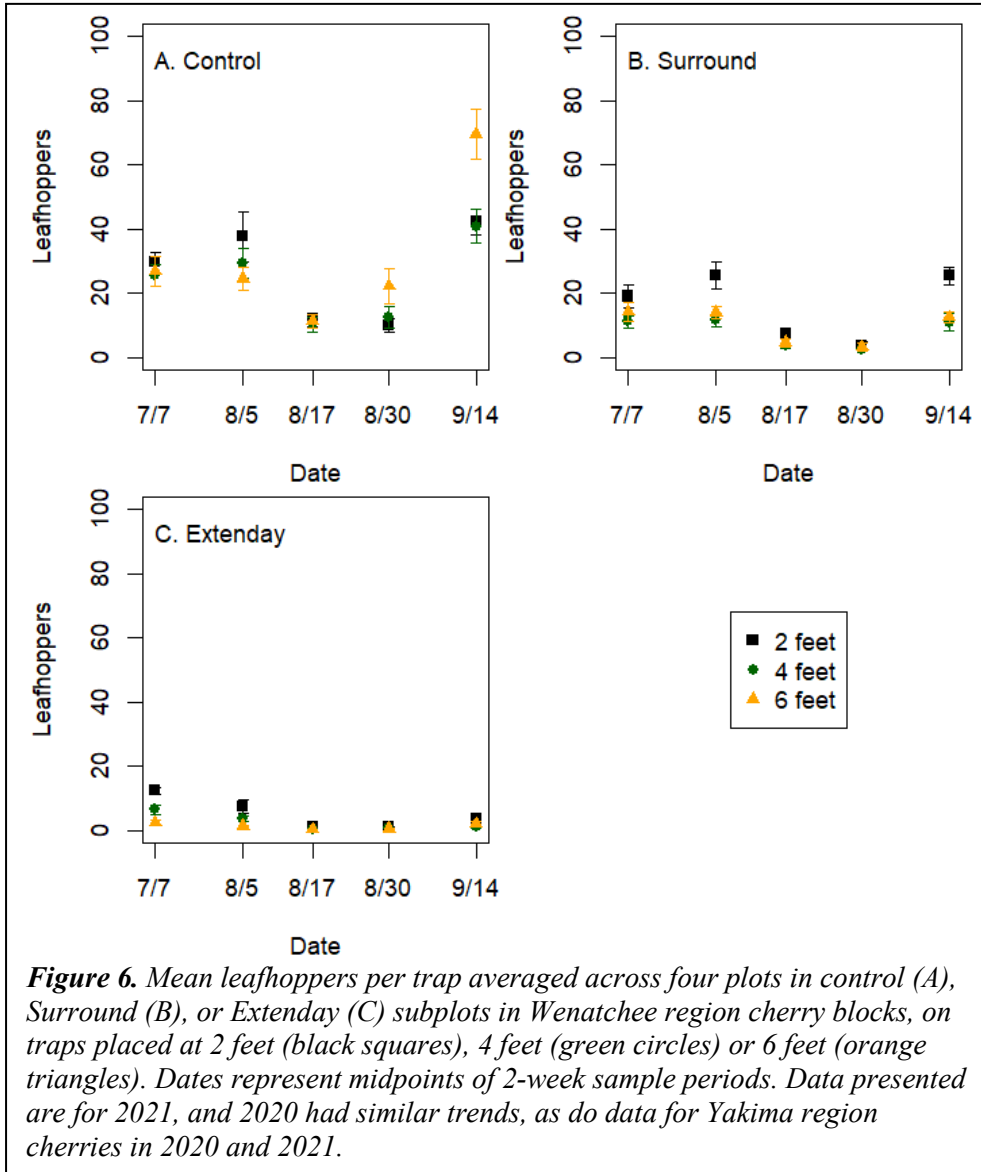 A. Control
Leafhoppers
0
20
40
60
80
100
7/7
8/5
8/17
8/30
9/14
Date
B. Surround
Leafhoppers
0
20
40
60
80
100
7/7
8/5
8/17
8/30
9/14
Date
C. Extenday
Leafhoppers
0
20
40
60
80
100
7/7
8/5
8/17
8/30
9/14
Date
2 feet
4 feet
6 feet
Figure 6. Mean leafhoppers per trap averaged across four plots in control (A),
Surround (B), or Extenday (C) subplots in Wenatchee region cherry blocks, on
traps placed at 2 feet (black squares), 4 feet (green circles) or 6 feet (orange
triangles). Dates represent midpoints of 2-week sample periods. Data presented
are for 2021, and 2020 had similar trends, as do data for Yakima region
cherries in 2020 and 2021.